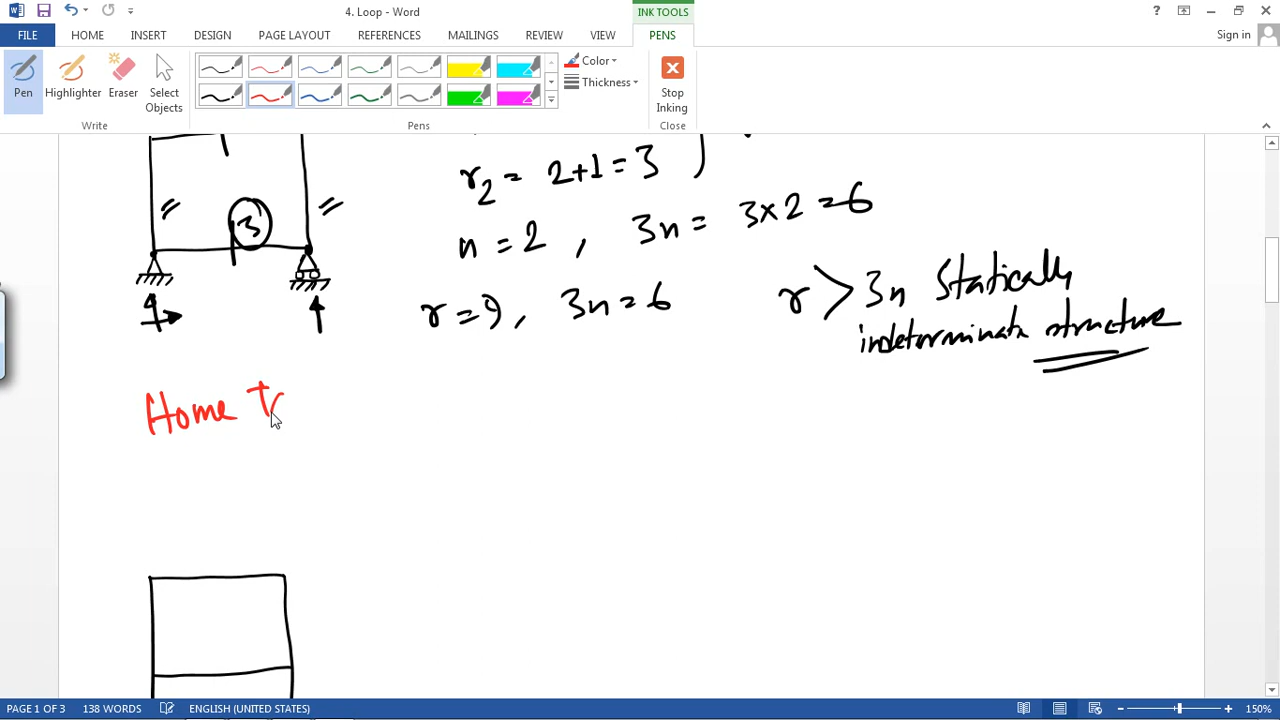 4. Loop - Word
INK TOOLS
?
FILE HOME INSERT DESIGN PAGE LAYOUT REFERENCES MAILINGS REVIEW VIEW PENS
Sign in
Pen Highlighter Eraser Select Objects
Color
Thickness
Stop Inking
Write Pens Close
r2 = 2+1=3
3
n = 2 , 3n = 3×2 = 6
r = 9, 3n = 6
r > 3n Statically
indeterminate structure
Home
PAGE 1 OF 3 138 WORDS ENGLISH (UNITED STATES) 150%